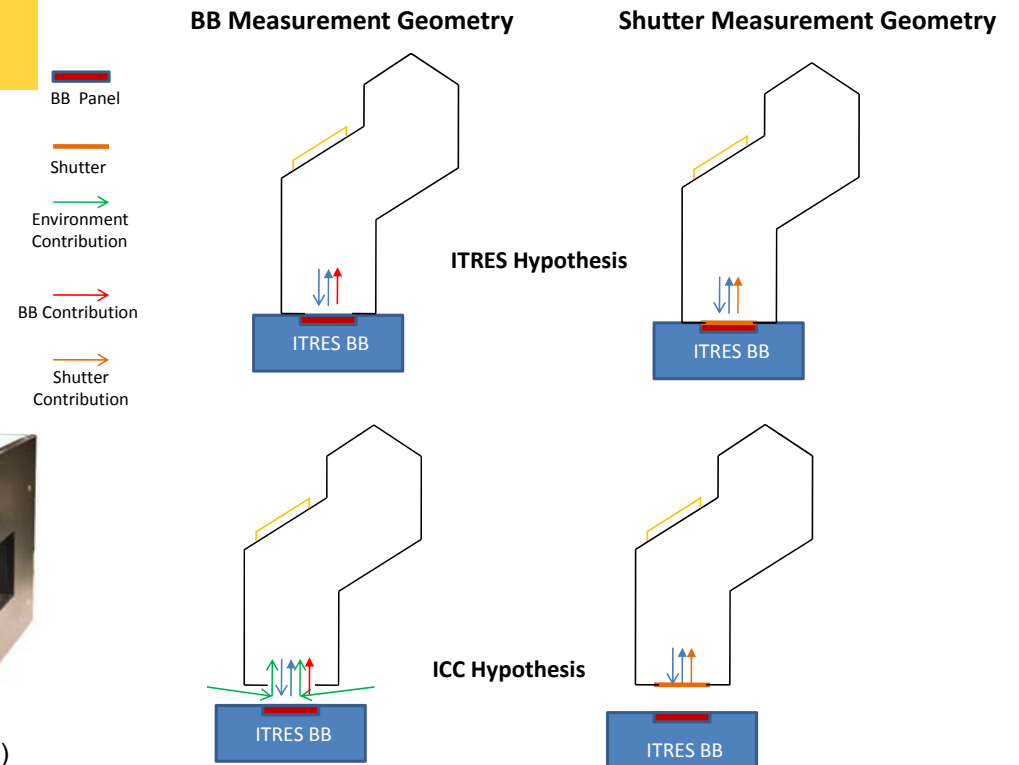 BB Measurement Geometry
Shutter Measurement Geometry
BB Panel
Shutter
Environment
Contribution
BB Contribution
Shutter
Contribution
ITRES Hypothesis
ITRES BB
ITRES BB
ICC Hypothesis
ITRES BB
ITRES BB
)